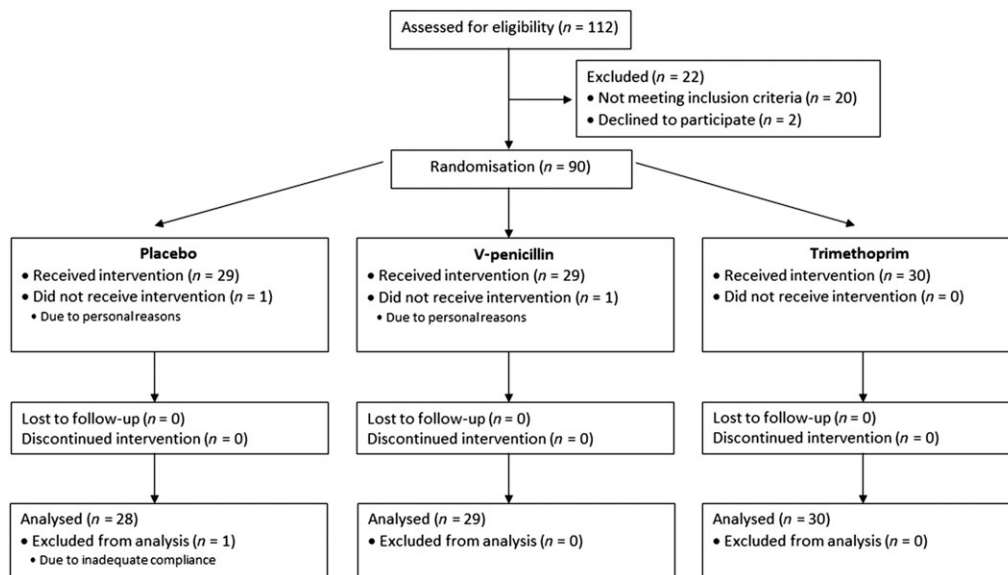 Assessed for eligibility (n = 112)
Excluded (n = 22)
• Not meeting inclusion criteria (n = 20)
• Declined to participate (n = 2)
Randomisation (n = 90)
Placebo
• Received intervention (n = 29)
• Did not receive intervention (n = 1)
• Due to personal reasons
V-penicillin
• Received intervention (n = 29)
• Did not receive intervention (n = 1)
• Due to personal reasons
Trimethoprim
• Received intervention (n = 30)
• Did not receive intervention (n = 0)
Lost to follow-up (n = 0)
Discontinued intervention (n = 0)
Lost to follow-up (n = 0)
Discontinued intervention (n = 0)
Lost to follow-up (n = 0)
Discontinued intervention (n = 0)
Analysed (n = 28)
• Excluded from analysis (n = 1)
• Due to inadequate compliance
Analysed (n = 29)
• Excluded from analysis (n = 0)
Analysed (n = 30)
• Excluded from analysis (n = 0)